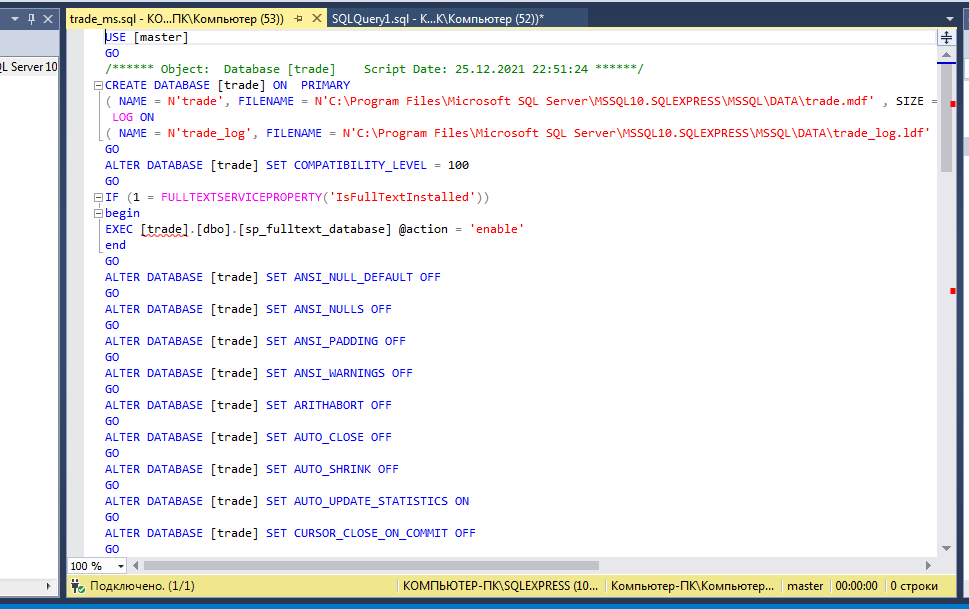 trade_ms.sql - КО...ПК\Компьютер (53)) SQLQuery1.sql - К...К\Компьютер (52))*
QL Server 10
USE [master]
GO
/****** Object:  Database [trade]    Script Date: 25.12.2021 22:51:24 ******/
CREATE DATABASE [trade] ON  PRIMARY
( NAME = N'trade', FILENAME = N'C:\Program Files\Microsoft SQL Server\MSSQL10.SQLEXPRESS\MSSQL\DATA\trade.mdf' , SIZE =
 LOG ON
( NAME = N'trade_log', FILENAME = N'C:\Program Files\Microsoft SQL Server\MSSQL10.SQLEXPRESS\MSSQL\DATA\trade_log.ldf'
GO
ALTER DATABASE [trade] SET COMPATIBILITY_LEVEL = 100
GO
IF (1 = FULLTEXTSERVICEPROPERTY('IsFullTextInstalled'))
begin
EXEC [trade].[dbo].[sp_fulltext_database] @action = 'enable'
end
GO
ALTER DATABASE [trade] SET ANSI_NULL_DEFAULT OFF
GO
ALTER DATABASE [trade] SET ANSI_NULLS OFF
GO
ALTER DATABASE [trade] SET ANSI_PADDING OFF
GO
ALTER DATABASE [trade] SET ANSI_WARNINGS OFF
GO
ALTER DATABASE [trade] SET ARITHABORT OFF
GO
ALTER DATABASE [trade] SET AUTO_CLOSE OFF
GO
ALTER DATABASE [trade] SET AUTO_SHRINK OFF
GO
ALTER DATABASE [trade] SET AUTO_UPDATE_STATISTICS ON
GO
ALTER DATABASE [trade] SET CURSOR_CLOSE_ON_COMMIT OFF
GO
100 %
Подключено. (1/1) КОМПЬЮТЕР-ПК\SQLEXPRESS (10... Компьютер-ПК\Компьютер... master 00:00:00 0 строки